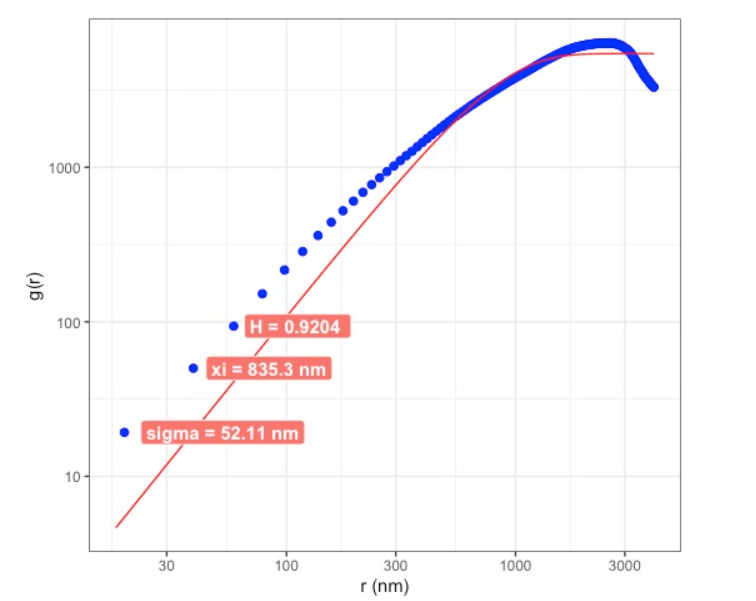 1000
100
10
g(r)
H = 0.9204
xi = 835.3 nm
sigma = 52.11 nm
30 100 300 1000 3000
r (nm)